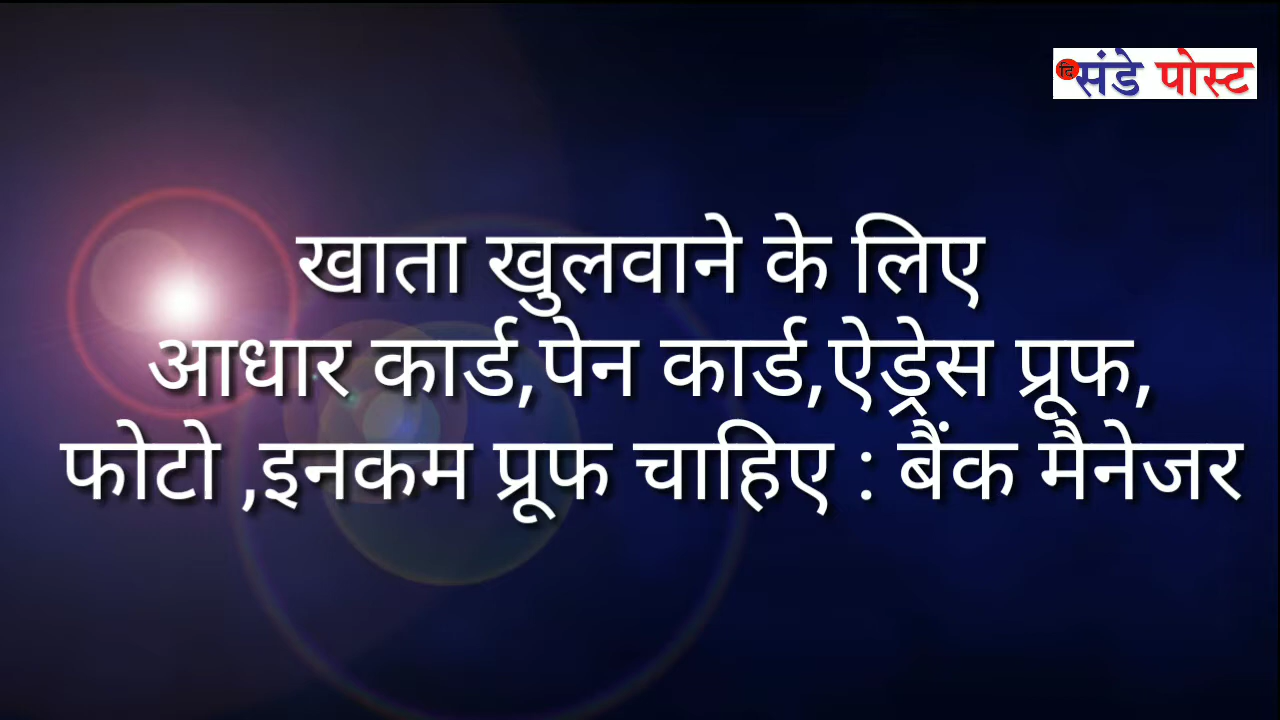 दि संडे पोस्ट
खाता खुलवाने के लिए
आधार कार्ड,पेन कार्ड,ऐड्रेस प्रूफ,
फोटो ,इनकम प्रूफ चाहिए : बैंक मैनेजर